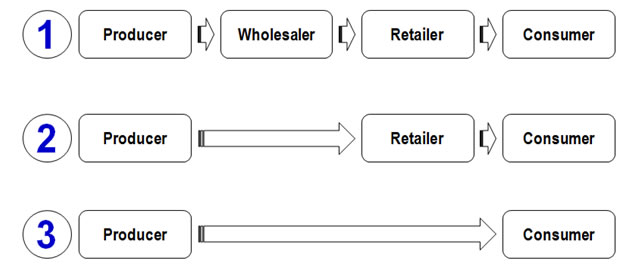 1 Producer Wholesaler Retailer Consumer
2 Producer Retailer Consumer
3 Producer Consumer